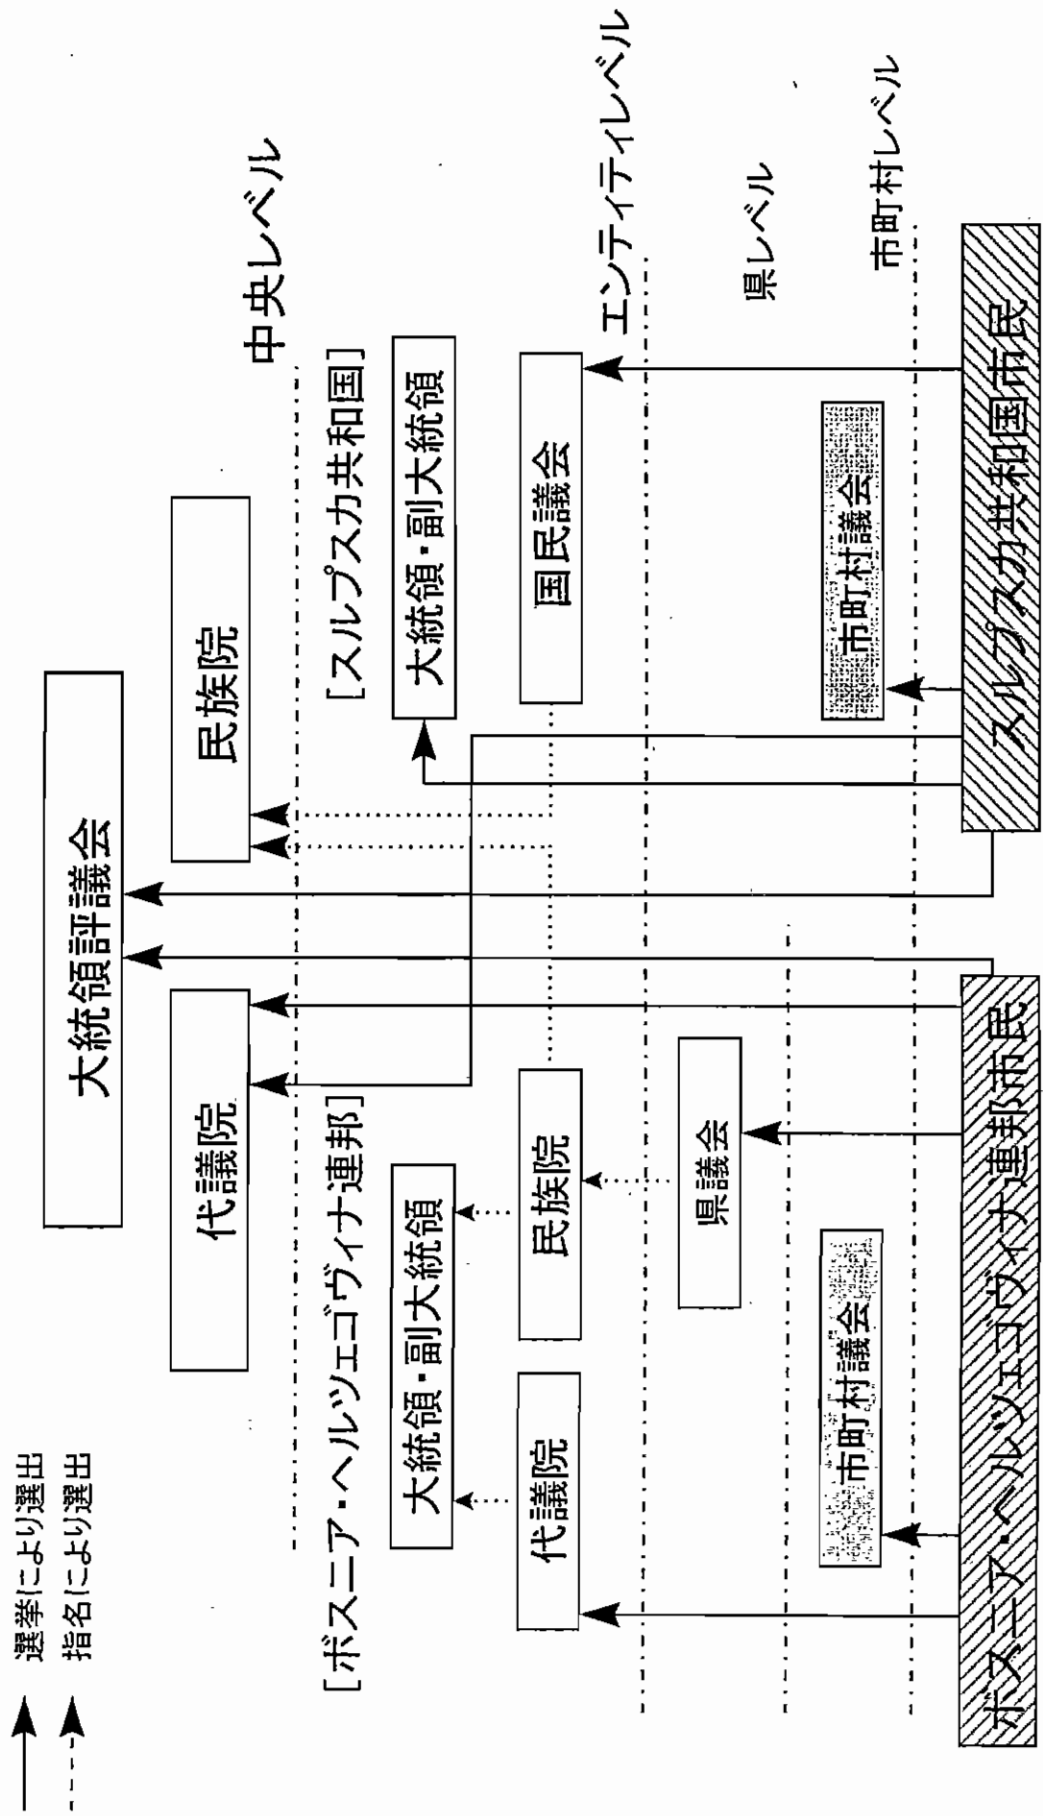 選挙により選出
指名により選出
大統領評議会
代議院
民族院
中央レベル
[ボスニア・ヘルツェゴヴィナ連邦]
[スルプスカ共和国]
大統領・副大統領
大統領・副大統領
代議院
民族院
国民議会
エンティティレベル
県議会
県レベル
市町村議会
市町村議会
市町村レベル
ボスニア・ヘルツェゴヴィナ連邦市民
スルプスカ共和国市民